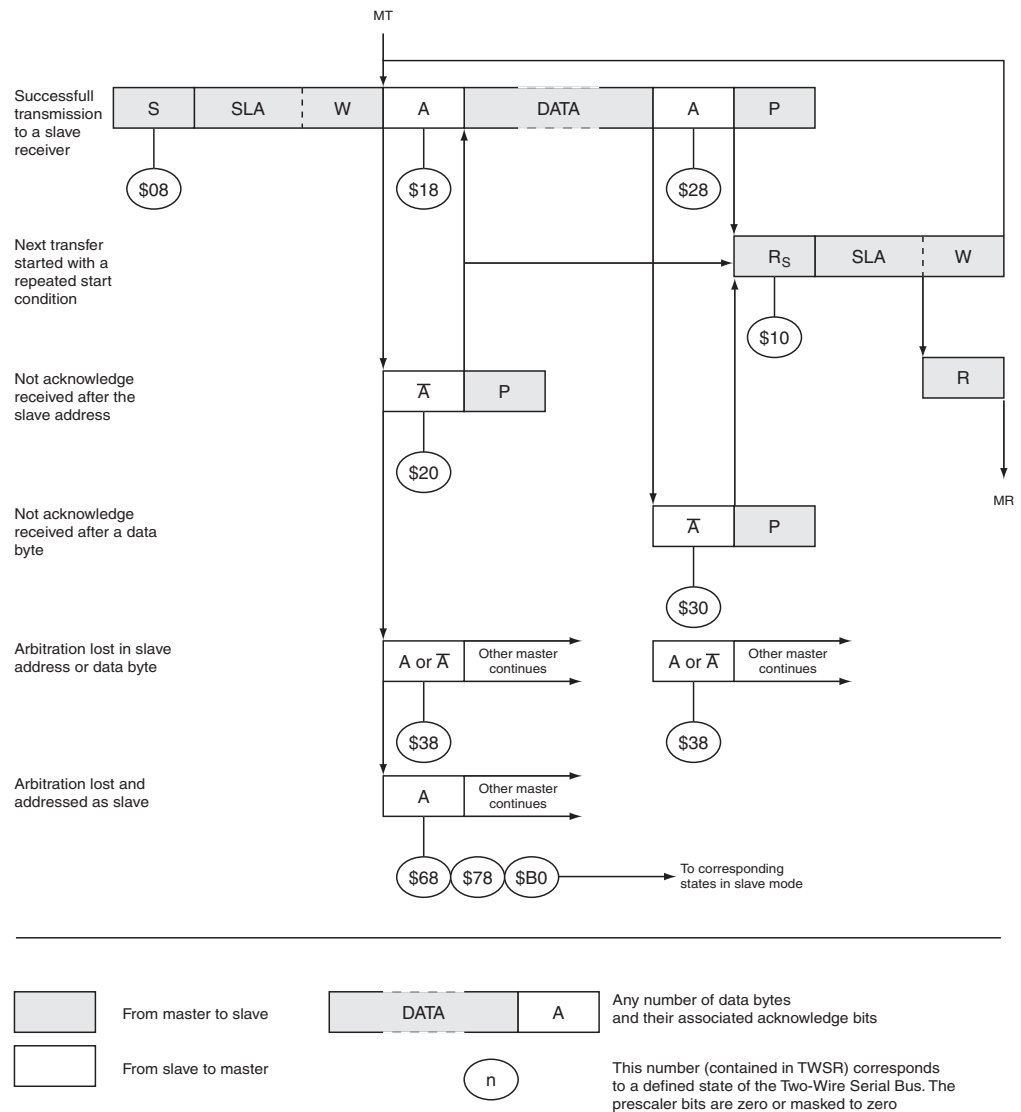 MT
Successfull
transmission
to a slave
receiver
S SLA W A DATA A P
$08 $18 $28
Next transfer
started with a
repeated start
condition
RS SLA W
$10
Not acknowledge
received after the
slave address
A̅ P
R
$20
MR
Not acknowledge
received after a data
byte
A̅ P
$30
Arbitration lost in slave
address or data byte
A or A̅ Other master
continues
A or A̅ Other master
continues
$38 $38
Arbitration lost and
addressed as slave
A Other master
continues
$68 $78 $B0 To corresponding
states in slave mode
From master to slave
DATA A
Any number of data bytes
and their associated acknowledge bits
From slave to master
n
This number (contained in TWSR) corresponds
to a defined state of the Two-Wire Serial Bus. The
prescaler bits are zero or masked to zero